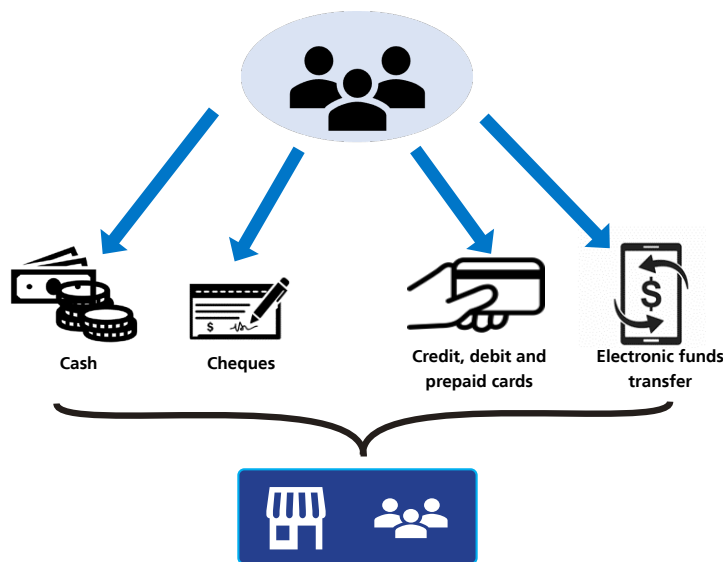 $
$
Cash
Cheques
Credit, debit and
prepaid cards
Electronic funds
transfer